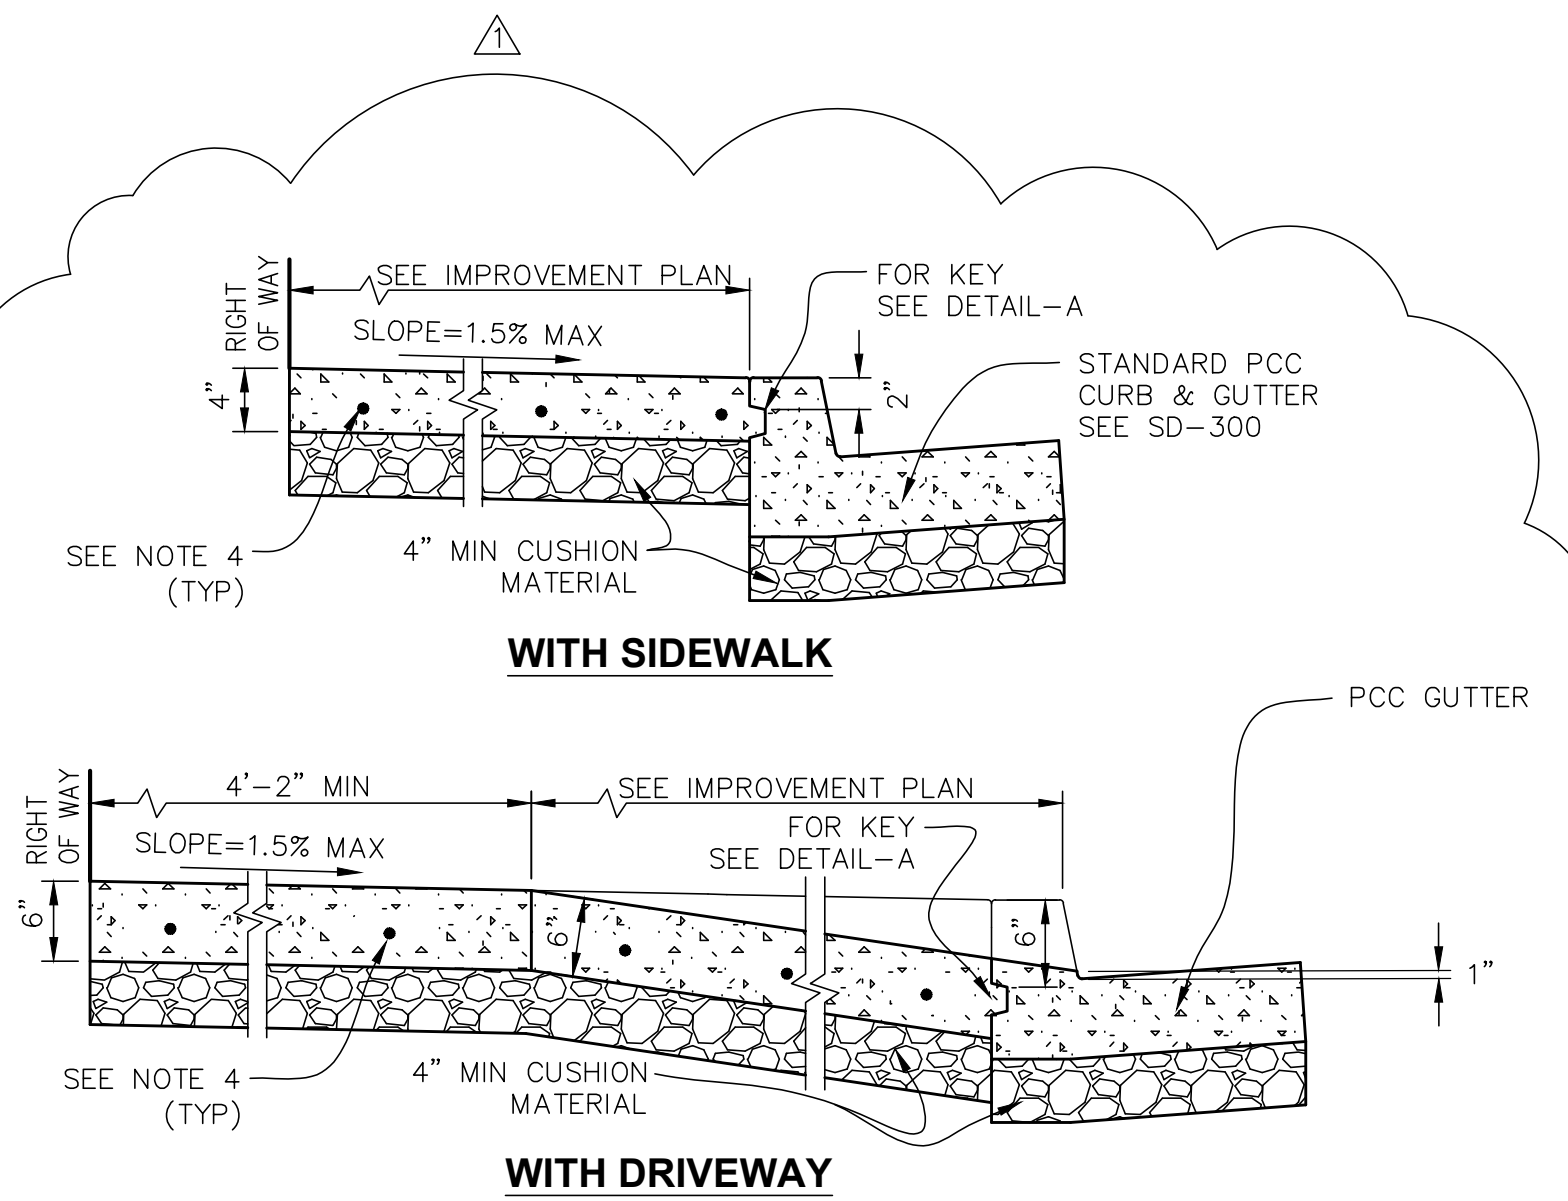 1
SEE IMPROVEMENT PLAN
FOR KEY
SEE DETAIL-A
RIGHT
OF WAY
SLOPE=1.5% MAX
4"
2"
STANDARD PCC
CURB & GUTTER
SEE SD-300
SEE NOTE 4
(TYP)
4" MIN CUSHION
MATERIAL
WITH SIDEWALK
PCC GUTTER
RIGHT
OF WAY
4'-2" MIN
SEE IMPROVEMENT PLAN
SLOPE=1.5% MAX
FOR KEY
SEE DETAIL-A
6"
6"
6"
1"
SEE NOTE 4
(TYP)
4" MIN CUSHION
MATERIAL
WITH DRIVEWAY